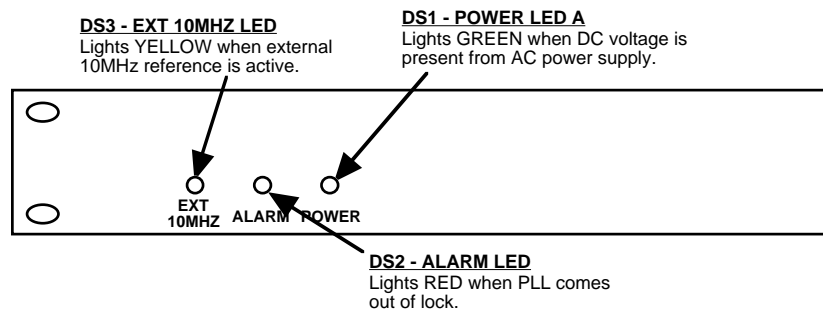 DS3 - EXT 10MHZ LED
Lights YELLOW when external
10MHz reference is active.
DS1 - POWER LED A
Lights GREEN when DC voltage is
present from AC power supply.
EXT
10MHZ
ALARM
POWER
DS2 - ALARM LED
Lights RED when PLL comes
out of lock.